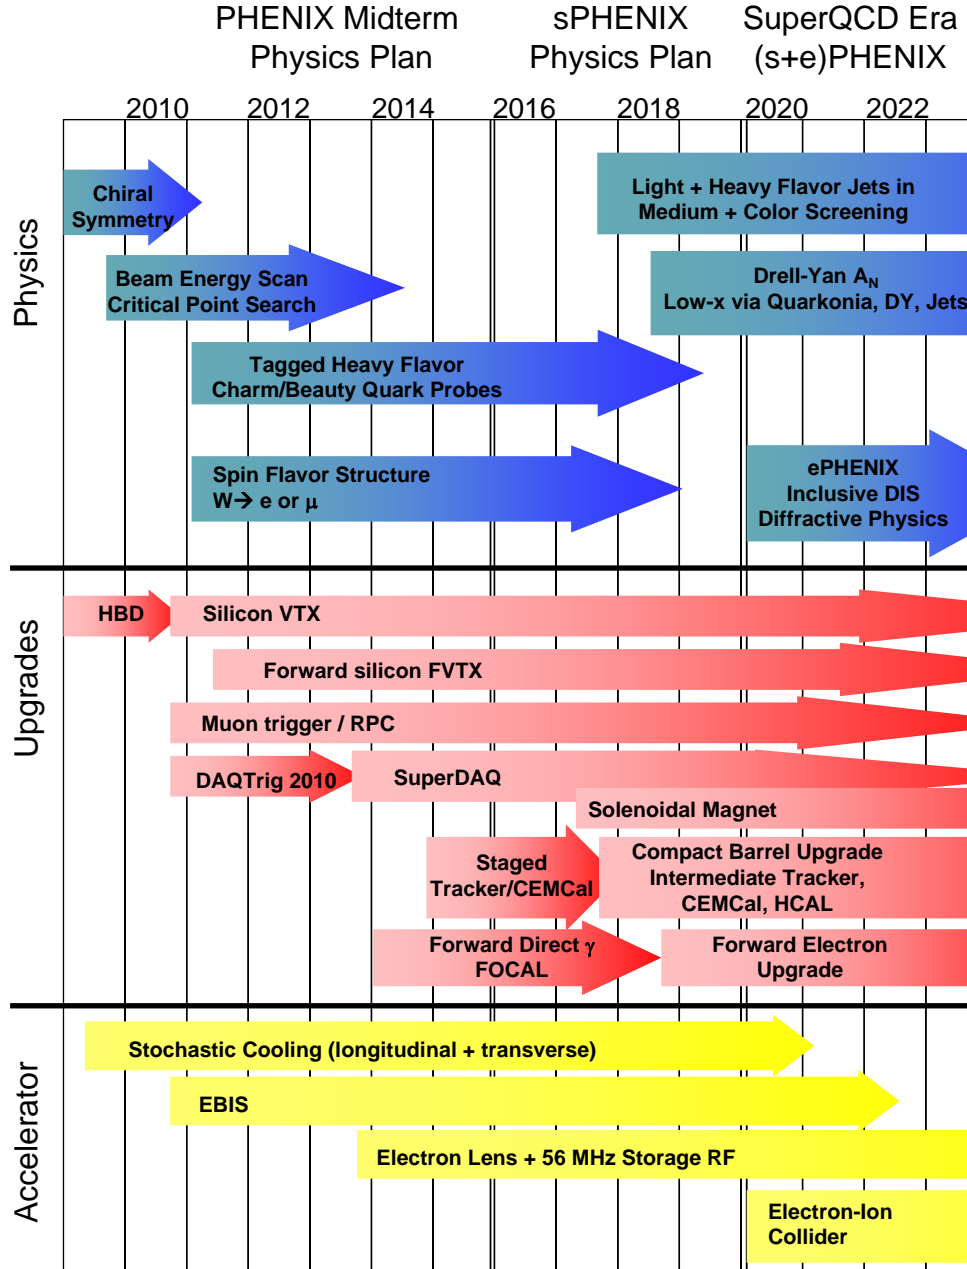 PHENIX Midterm
Physics Plan
sPHENIX
Physics Plan
SuperQCD Era
(s+e)PHENIX
2010 2012 2014 2016 2018 2020 2022
Physics
Chiral
Symmetry
Light + Heavy Flavor Jets in
Medium + Color Screening
Beam Energy Scan
Critical Point Search
Drell-Yan A_N
Low-x via Quarkonia, DY, Jets
Tagged Heavy Flavor
Charm/Beauty Quark Probes
Spin Flavor Structure
W→ e or μ
ePHENIX
Inclusive DIS
Diffractive Physics
Upgrades
HBD
Silicon VTX
Forward silicon FVTX
Muon trigger / RPC
DAQTrig 2010
SuperDAQ
Solenoidal Magnet
Staged
Tracker/CEMCal
Compact Barrel Upgrade
Intermediate Tracker,
CEMCal, HCAL
Forward Direct γ
FOCAL
Forward Electron
Upgrade
Accelerator
Stochastic Cooling (longitudinal + transverse)
EBIS
Electron Lens + 56 MHz Storage RF
Electron-Ion
Collider